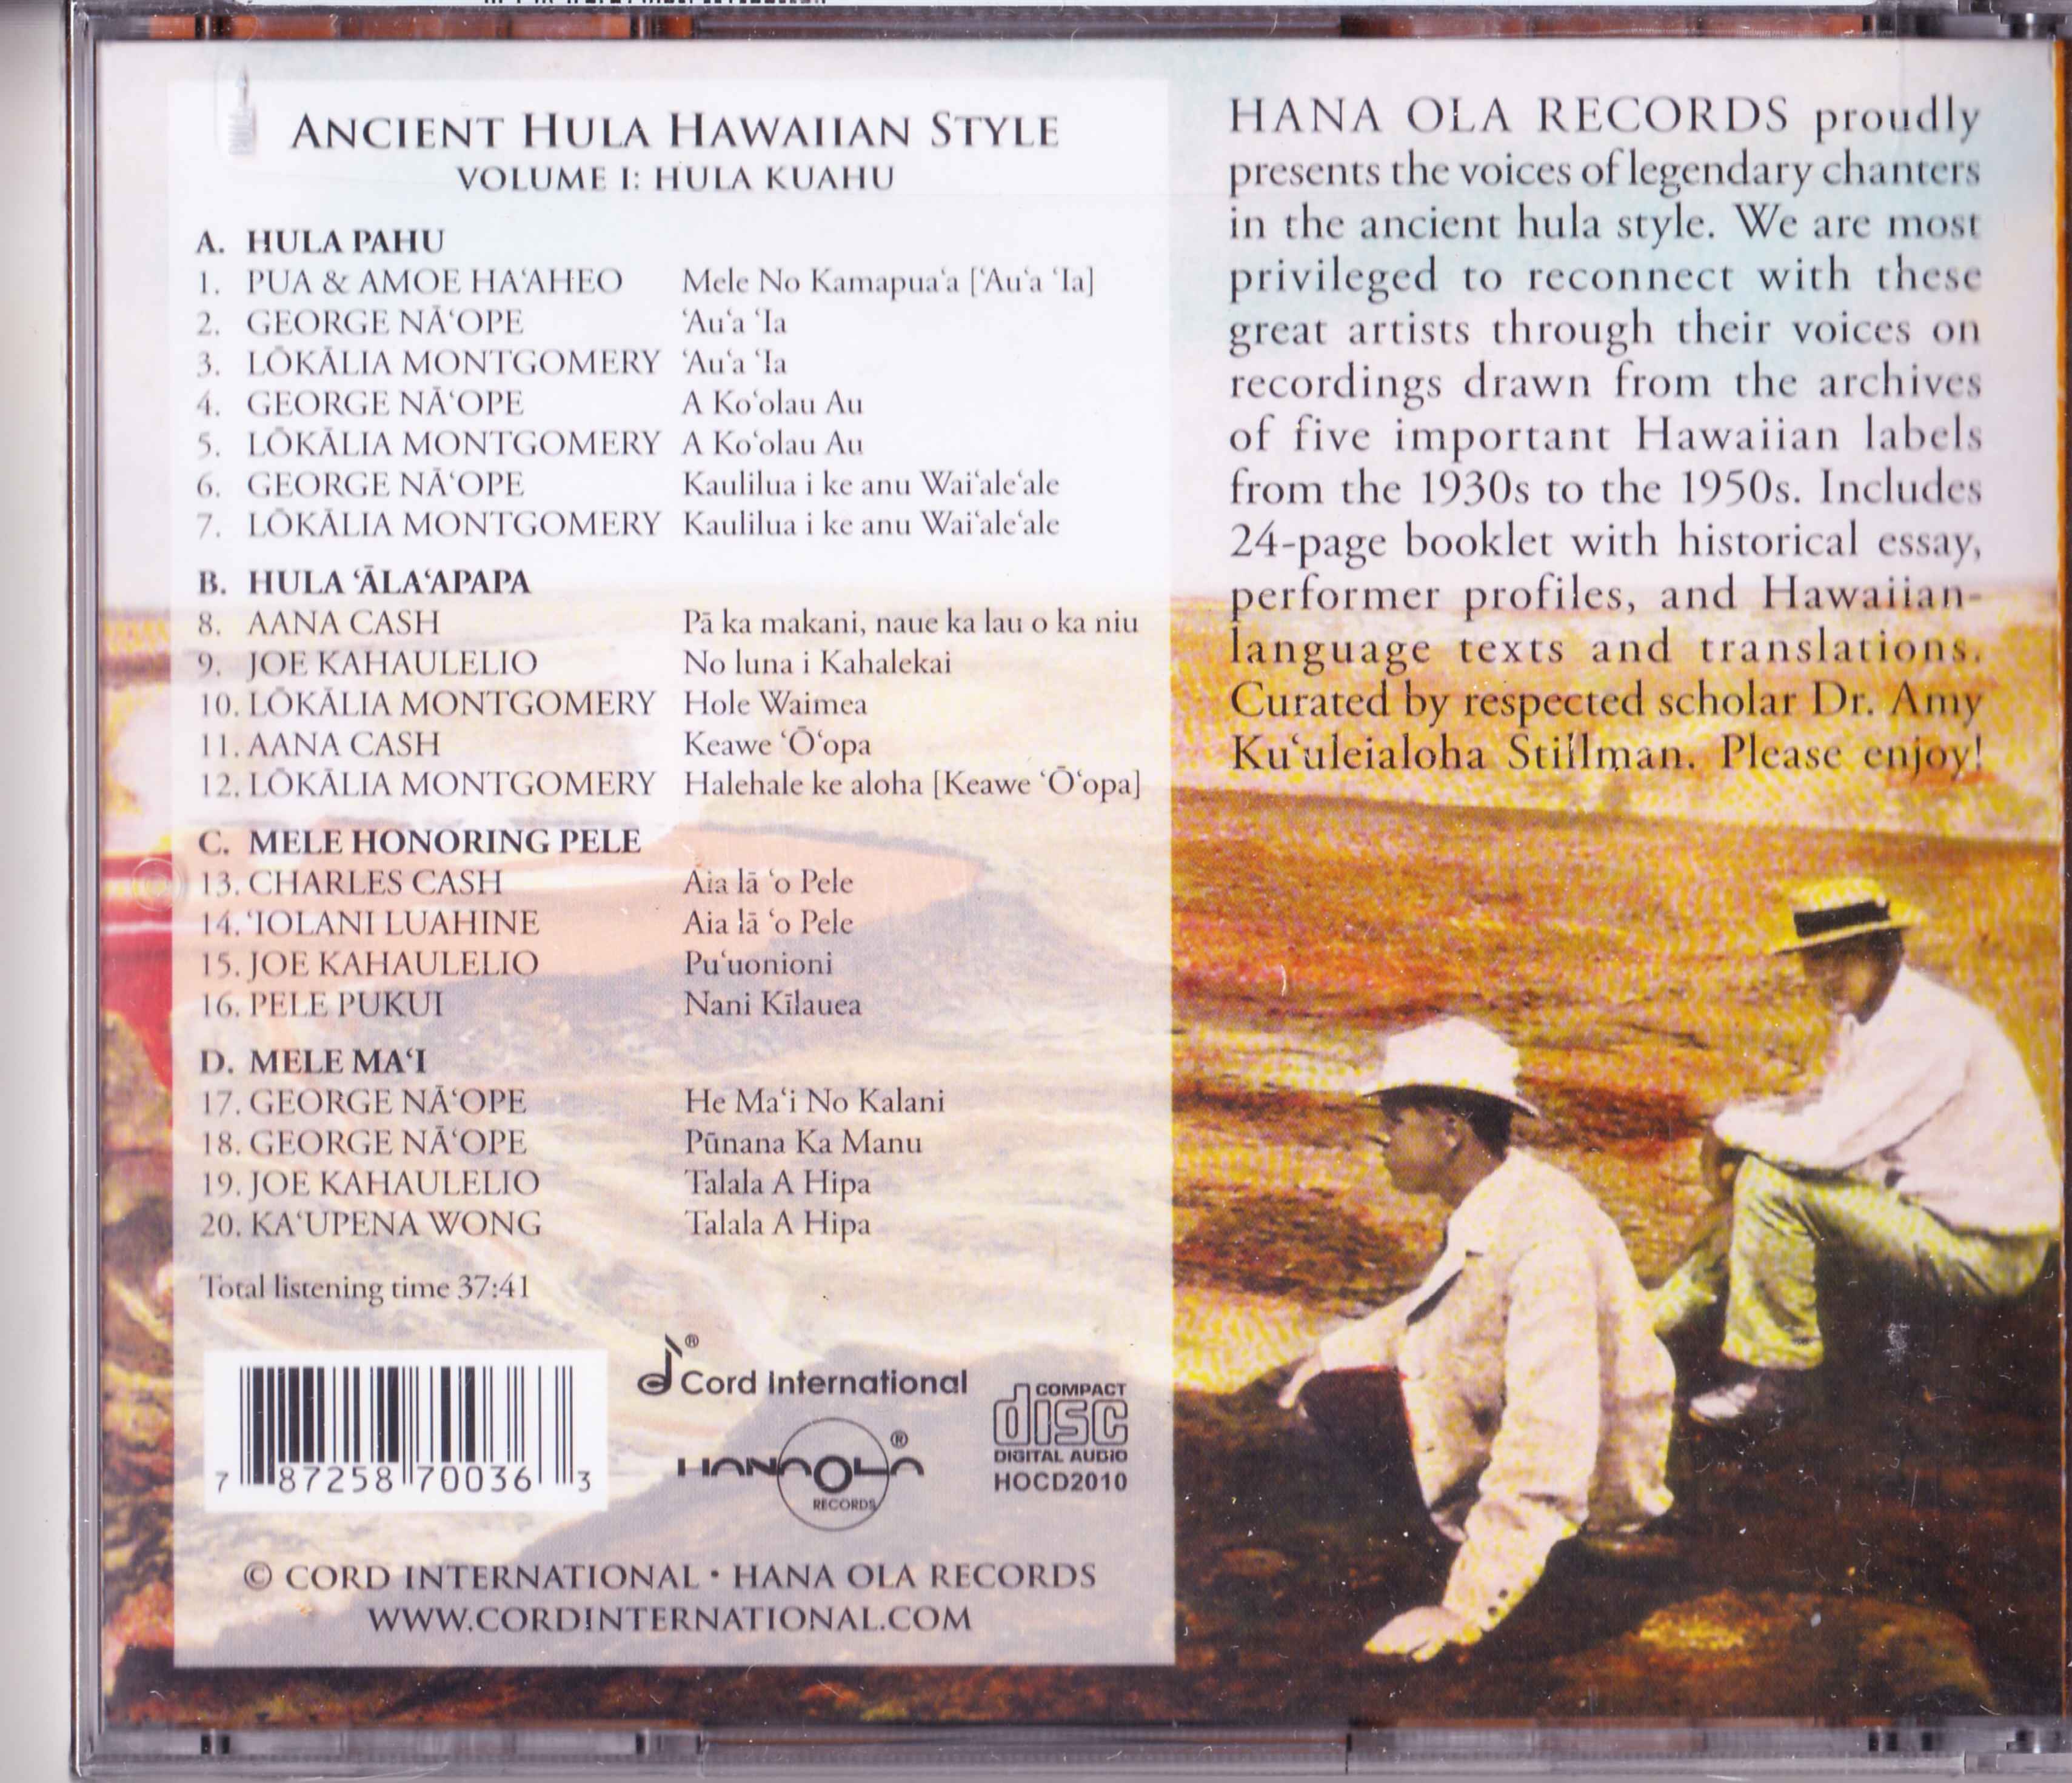 ANCIENT HULA HAWAIIAN STYLE
VOLUME I: HULA KUAHU
A. HULA PAHU
1. PUA & AMOE HAʻAHEO Mele No Kamapuaʻa [ʻAuʻa ʻIa]
2. GEORGE NĀʻOPE ʻAuʻa ʻIa
3. LŌKĀLIA MONTGOMERY ʻAuʻa ʻIa
4. GEORGE NĀʻOPE A Koʻolau Au
5. LŌKĀLIA MONTGOMERY A Koʻolau Au
6. GEORGE NĀʻOPE Kaulilua i ke anu Waiʻaleʻale
7. LŌKĀLIA MONTGOMERY Kaulilua i ke anu Waiʻaleʻale
B. HULA ʻĀLAʻAPAPA
8. AANA CASH Pā ka makani, naue ka lau o ka niu
9. JOE KAHAULELIO No luna i Kahalekai
10. LŌKĀLIA MONTGOMERY Hole Waimea
11. AANA CASH Keawe ʻŌʻopa
12. LŌKĀLIA MONTGOMERY Halehale ke aloha [Keawe ʻŌʻopa]
C. MELE HONORING PELE
13. CHARLES CASH Aia lā ʻo Pele
14. ʻIOLANI LUAHINE Aia lā ʻo Pele
15. JOE KAHAULELIO Puʻuonioni
16. PELE PUKUI Nani Kīlauea
D. MELE MAʻI
17. GEORGE NĀʻOPE He Maʻi No Kalani
18. GEORGE NĀʻOPE Pūnana Ka Manu
19. JOE KAHAULELIO Talala A Hipa
20. KAʻUPENA WONG Talala A Hipa
Total listening time 37:41
7 87258 70036 3
® Cord International
HANAOLA ®
RECORDS
COMPACT
disc
DIGITAL AUDIO
HOCD2010
© CORD INTERNATIONAL • HANA OLA RECORDS
WWW.CORDINTERNATIONAL.COM
HANA OLA RECORDS proudly
presents the voices of legendary chanters
in the ancient hula style. We are most
privileged to reconnect with these
great artists through their voices on
recordings drawn from the archives
of five important Hawaiian labels
from the 1930s to the 1950s. Includes
24-page booklet with historical essay,
performer profiles, and Hawaiian-
language texts and translations.
Curated by respected scholar Dr. Amy
Kuʻuleialoha Stillman. Please enjoy!